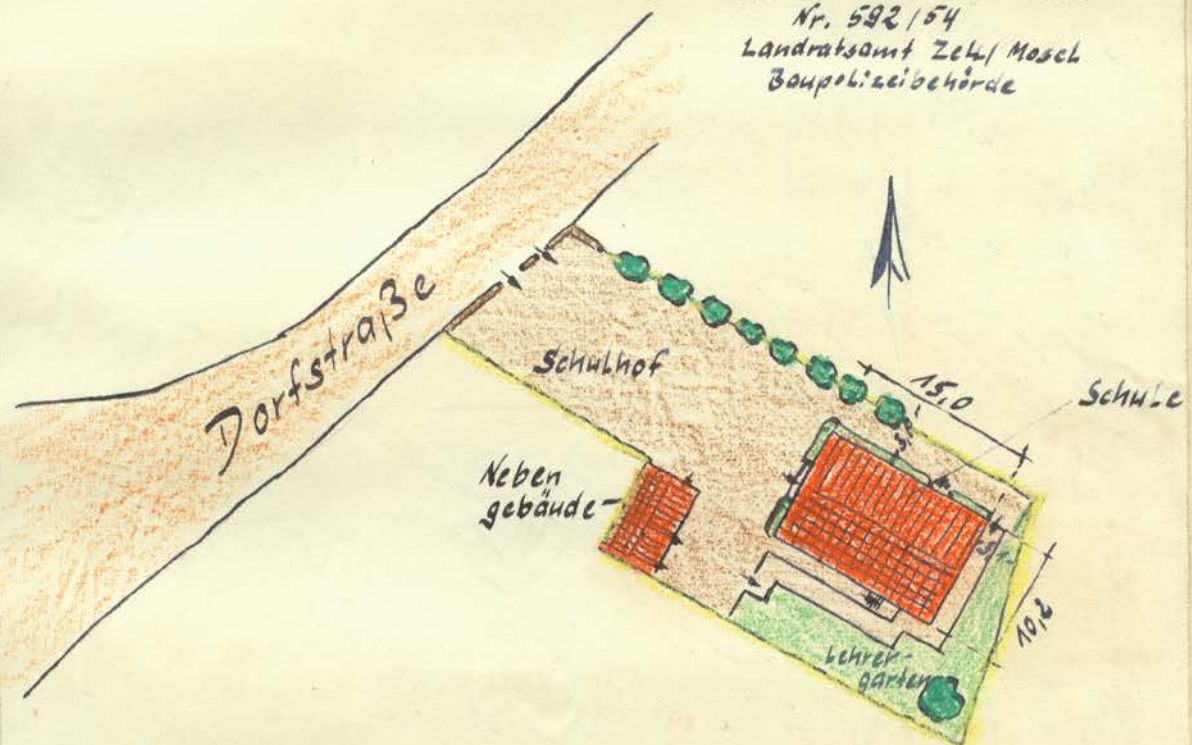 Nr. 592/54
Landratsamt Zell/ Mosel
Baupolizeibehörde
Dorfstraße
Schulhof
15,0
Schule
Neben
gebäude
10,2
Lehrer-
garten